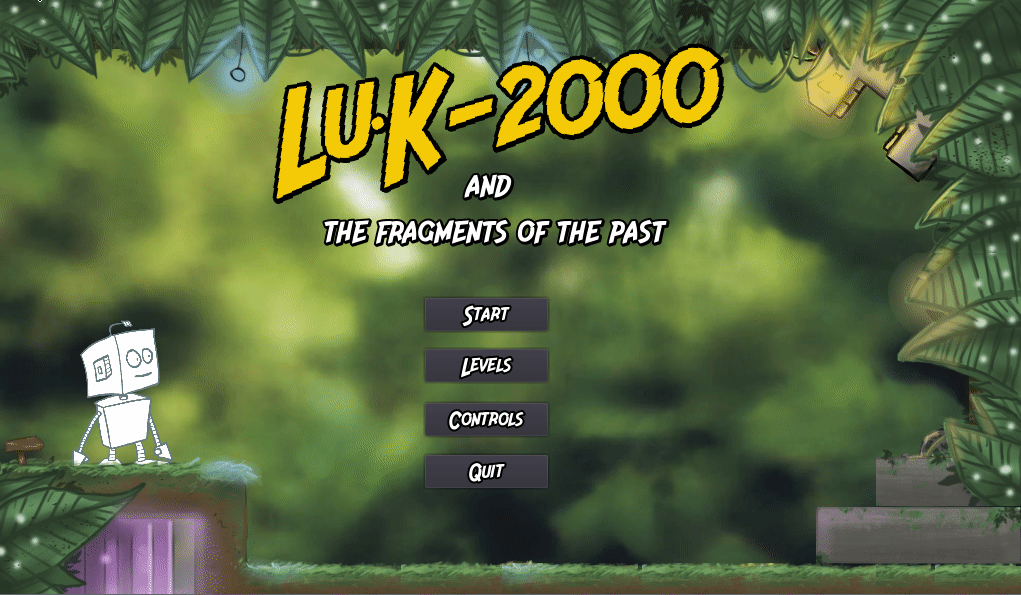 LU•K-2000
AND
THE FRAGMENTS OF THE PAST
START
LEVELS
CONTROLS
QUIT